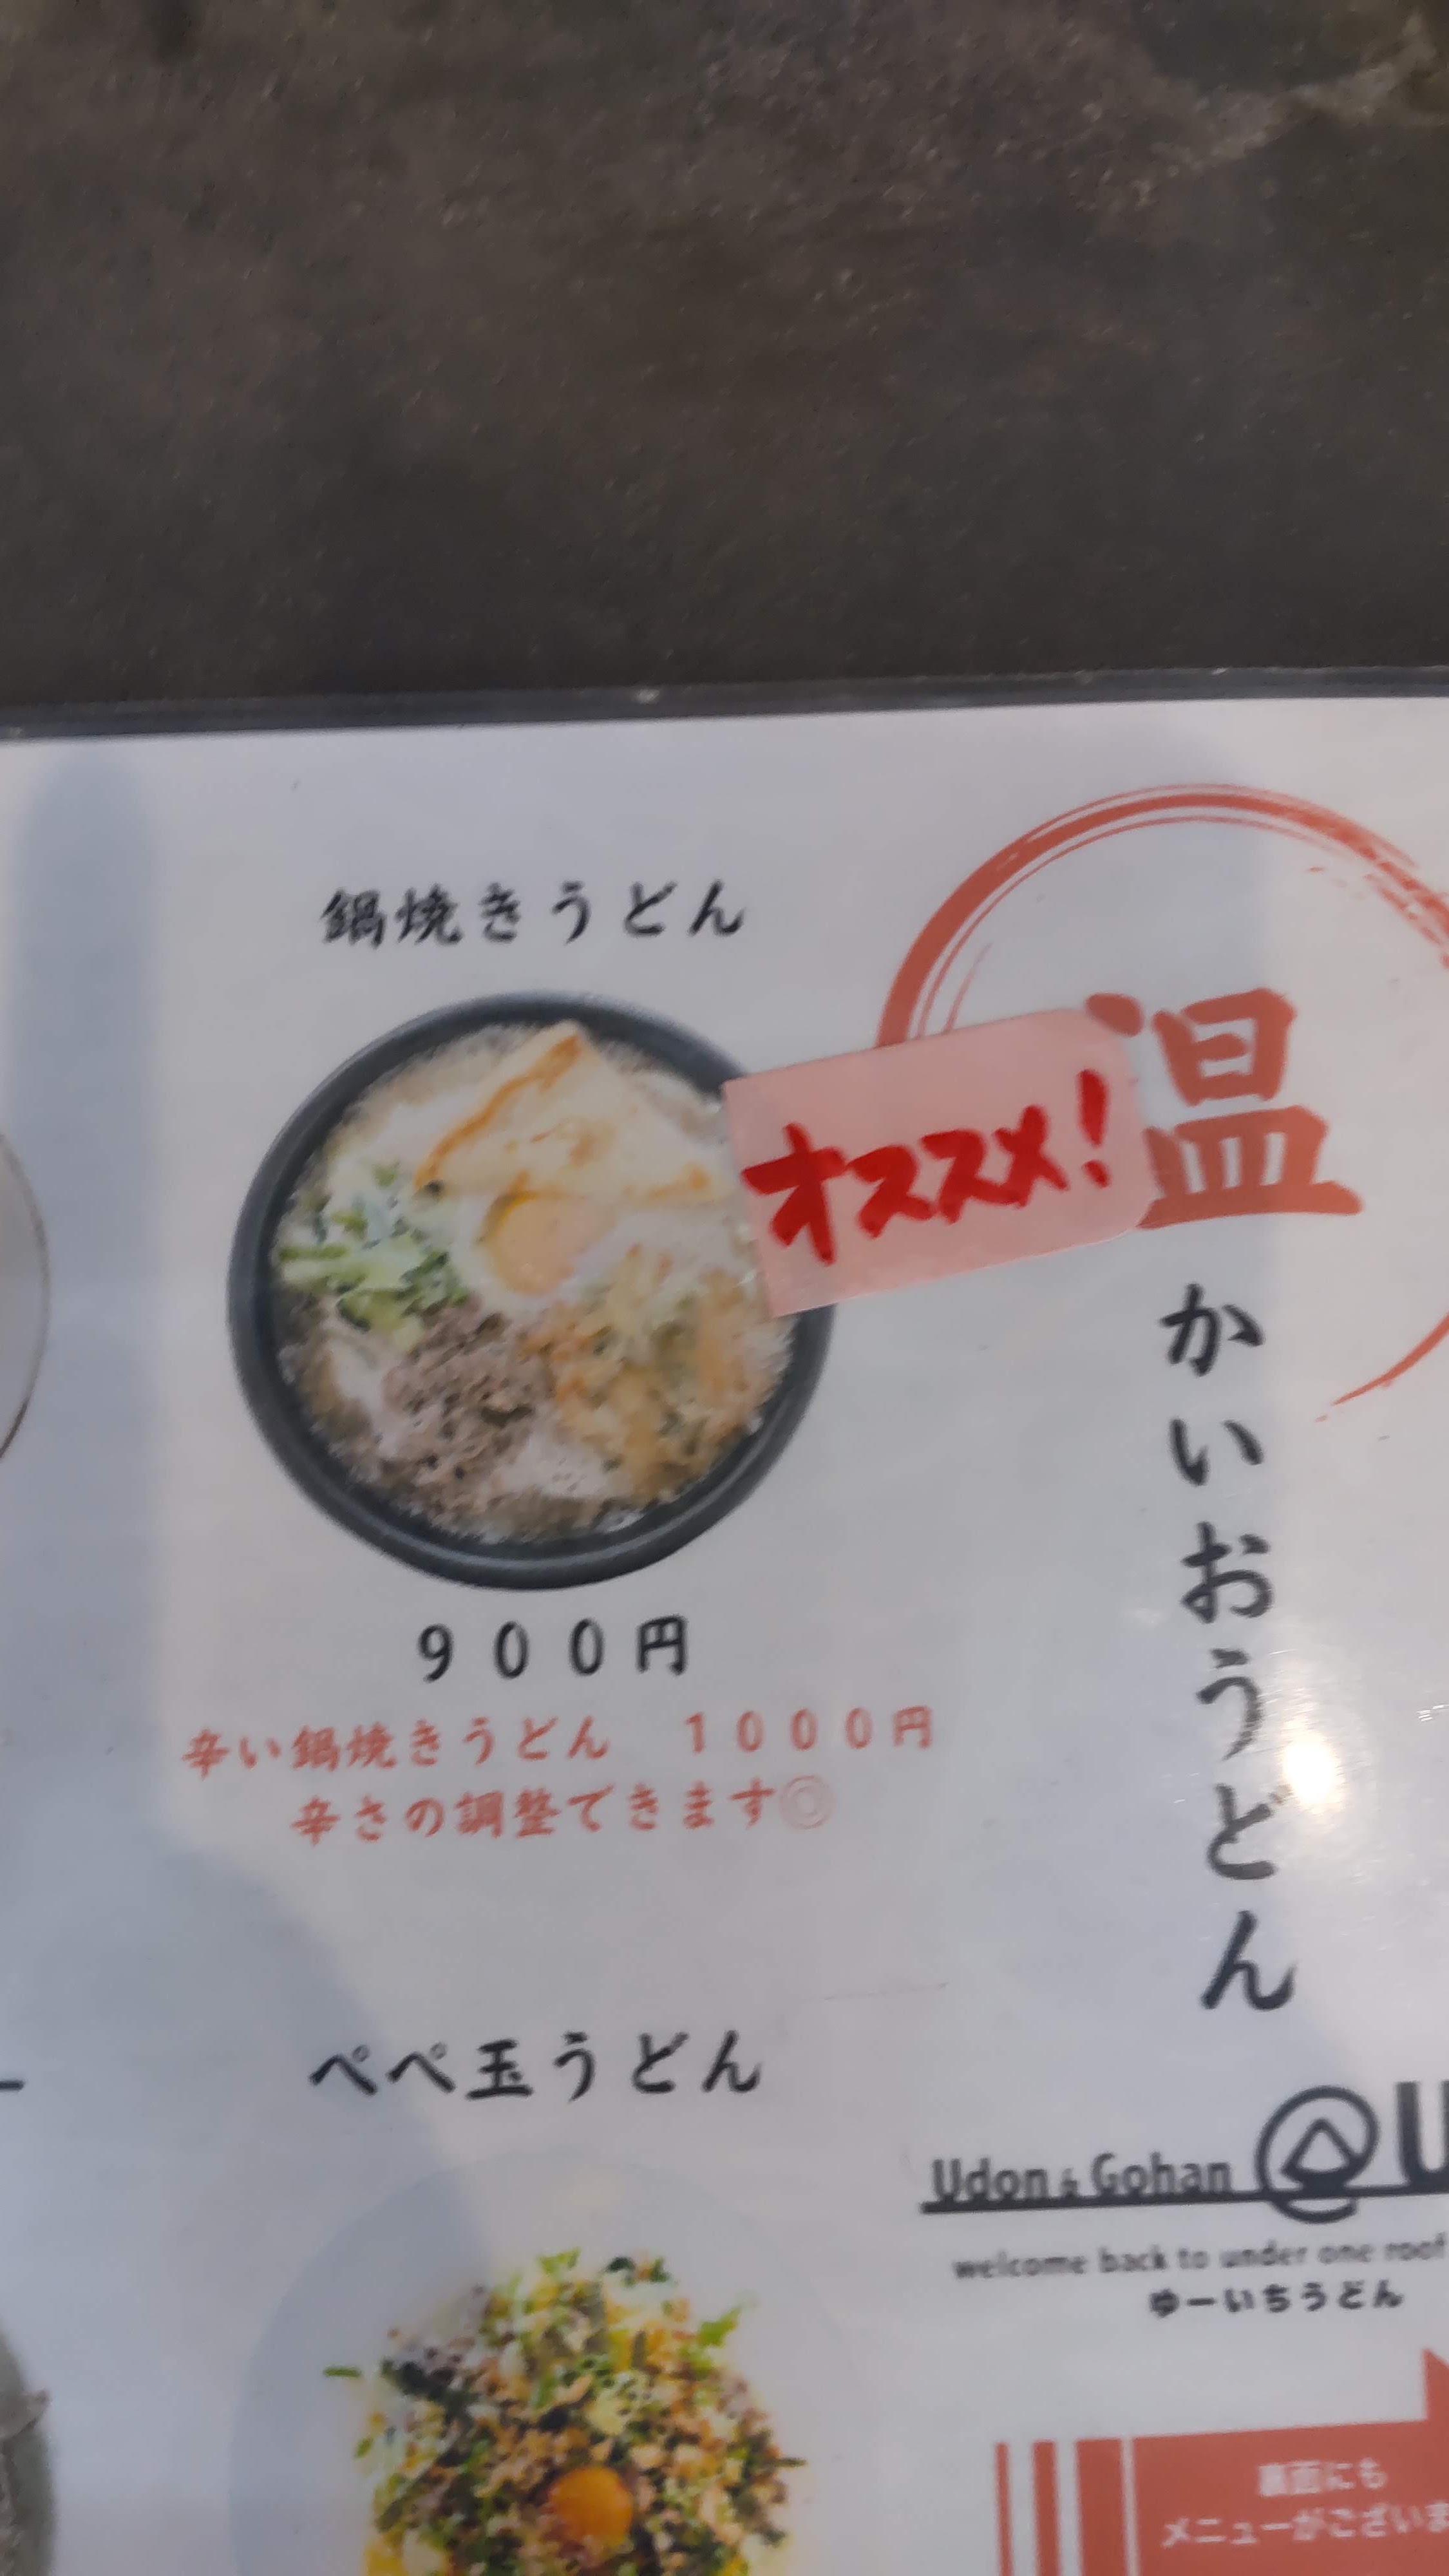 温かいおうどん
鍋焼きうどん
オススメ!
900円
辛い鍋焼きうどん 1000円
辛さの調整できます◎
ペペ玉うどん
Udon & Gohan @U
welcome back to under one roof
ゆーいちうどん
裏面にも
メニューがございま